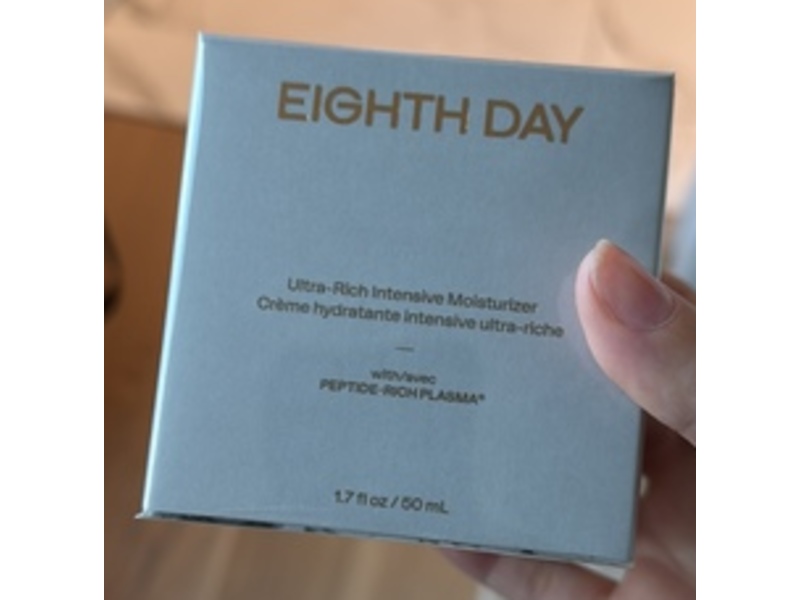 EIGHTH DAY
Ultra-Rich Intensive Moisturizer
Crème hydratante intensive ultra-riche
—
with/avec
PEPTIDE-RICH PLASMA®
1.7 fl oz / 50 mL